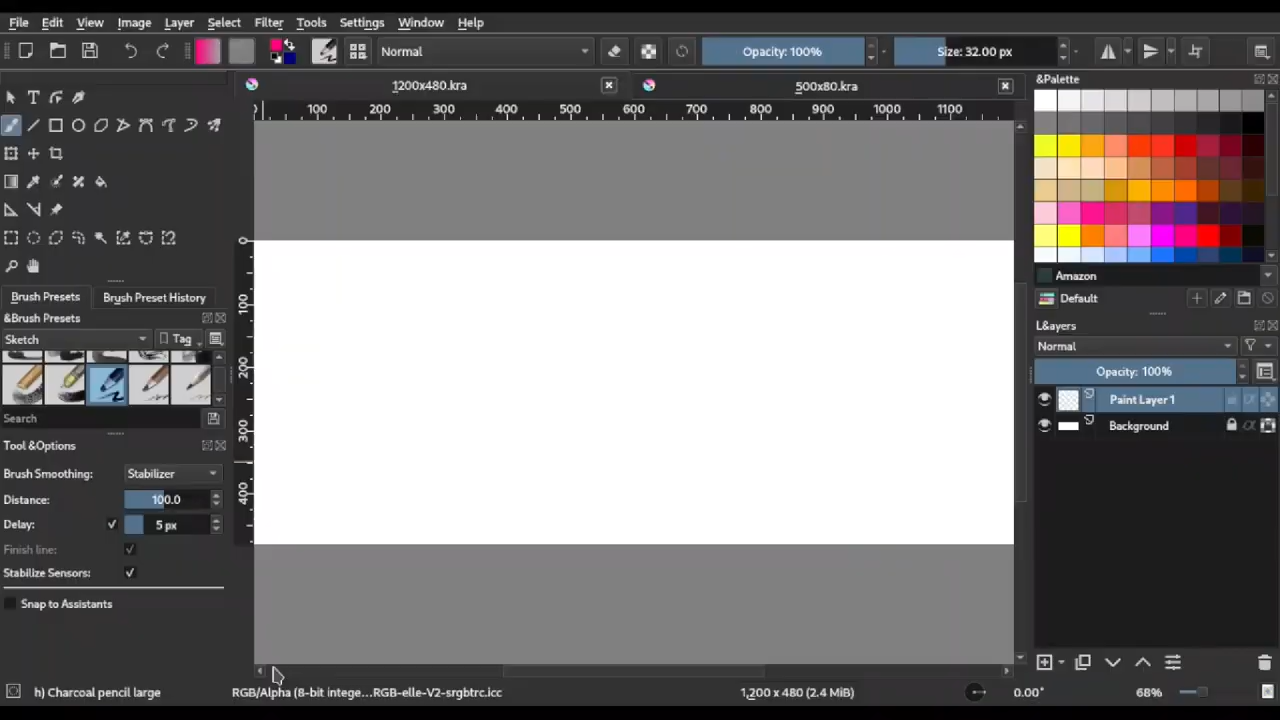 File Edit View Image Layer Select Filter Tools Settings Window Help
Normal Opacity: 100% Size: 32.00 px
1200x480.kra 500x80.kra
100 200 300 400 500 600 700 800 900 1000 1100
0
100
200
300
400
Brush Presets Brush Preset History
&Brush Presets
Sketch Tag
Search
Tool &Options
Brush Smoothing: Stabilizer
Distance: 100.0
Delay: 5 px
Finish line:
Stabilize Sensors:
Snap to Assistants
&Palette
Amazon
Default
L&ayers
Normal
Opacity: 100%
Paint Layer 1
Background
h) Charcoal pencil large RGB/Alpha (8-bit intege...RGB-elle-V2-srgbtrc.icc 1,200 x 480 (2.4 MiB) 0.00° 68%